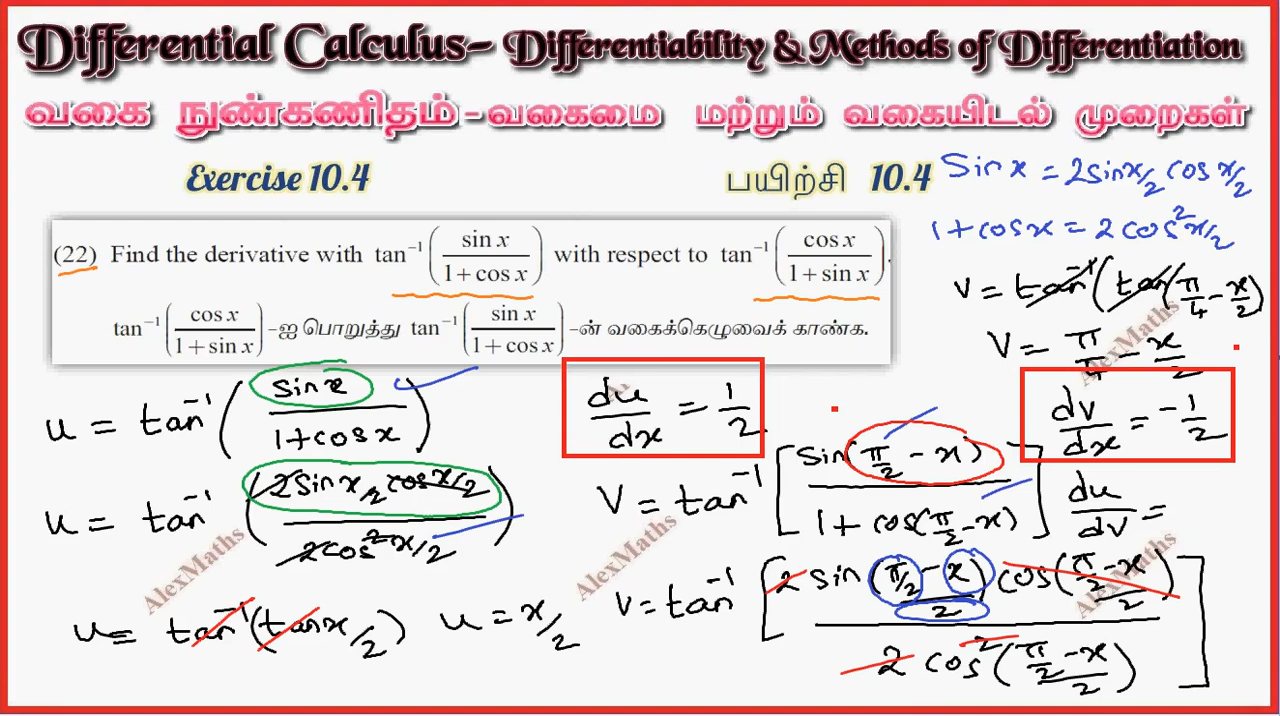 Differential Calculus- Differentiability & Methods of Differentiation
வகை நுண்கணிதம் - வகைமை மற்றும் வகையிடல் முறைகள்
Exercise 10.4
பயிற்சி 10.4
Sin x = 2 sin x/2 cos x/2
1 + cos x = 2 cos² x/2
(22) Find the derivative with tan⁻¹ (sin x / 1 + cos x) with respect to tan⁻¹ (cos x / 1 + sin x).
tan⁻¹ (cos x / 1 + sin x) -ஐ பொறுத்து tan⁻¹ (sin x / 1 + cos x) -ன் வகைக்கெழுவைக் காண்க.
V = tan⁻¹ (tan (π/4 - x/2)
V = π/4 - x/2
u = tan⁻¹ (sin x / 1 + cos x)
du/dx = 1/2
dv/dx = -1/2
u = tan⁻¹ (2 Sin x/2 cos x/2 / 2 cos² x/2)
V = tan⁻¹ [Sin (π/2 - x) / 1 + cos (π/2 - x)]
du/dv =
u = tan⁻¹ (tan x/2)
u = x/2
V = tan⁻¹ [2 sin (π/2 - x / 2) cos (π/2 - x / 2) / 2 cos² (π/2 - x / 2)]
AlexMaths
AlexMaths
AlexMaths
AlexMaths